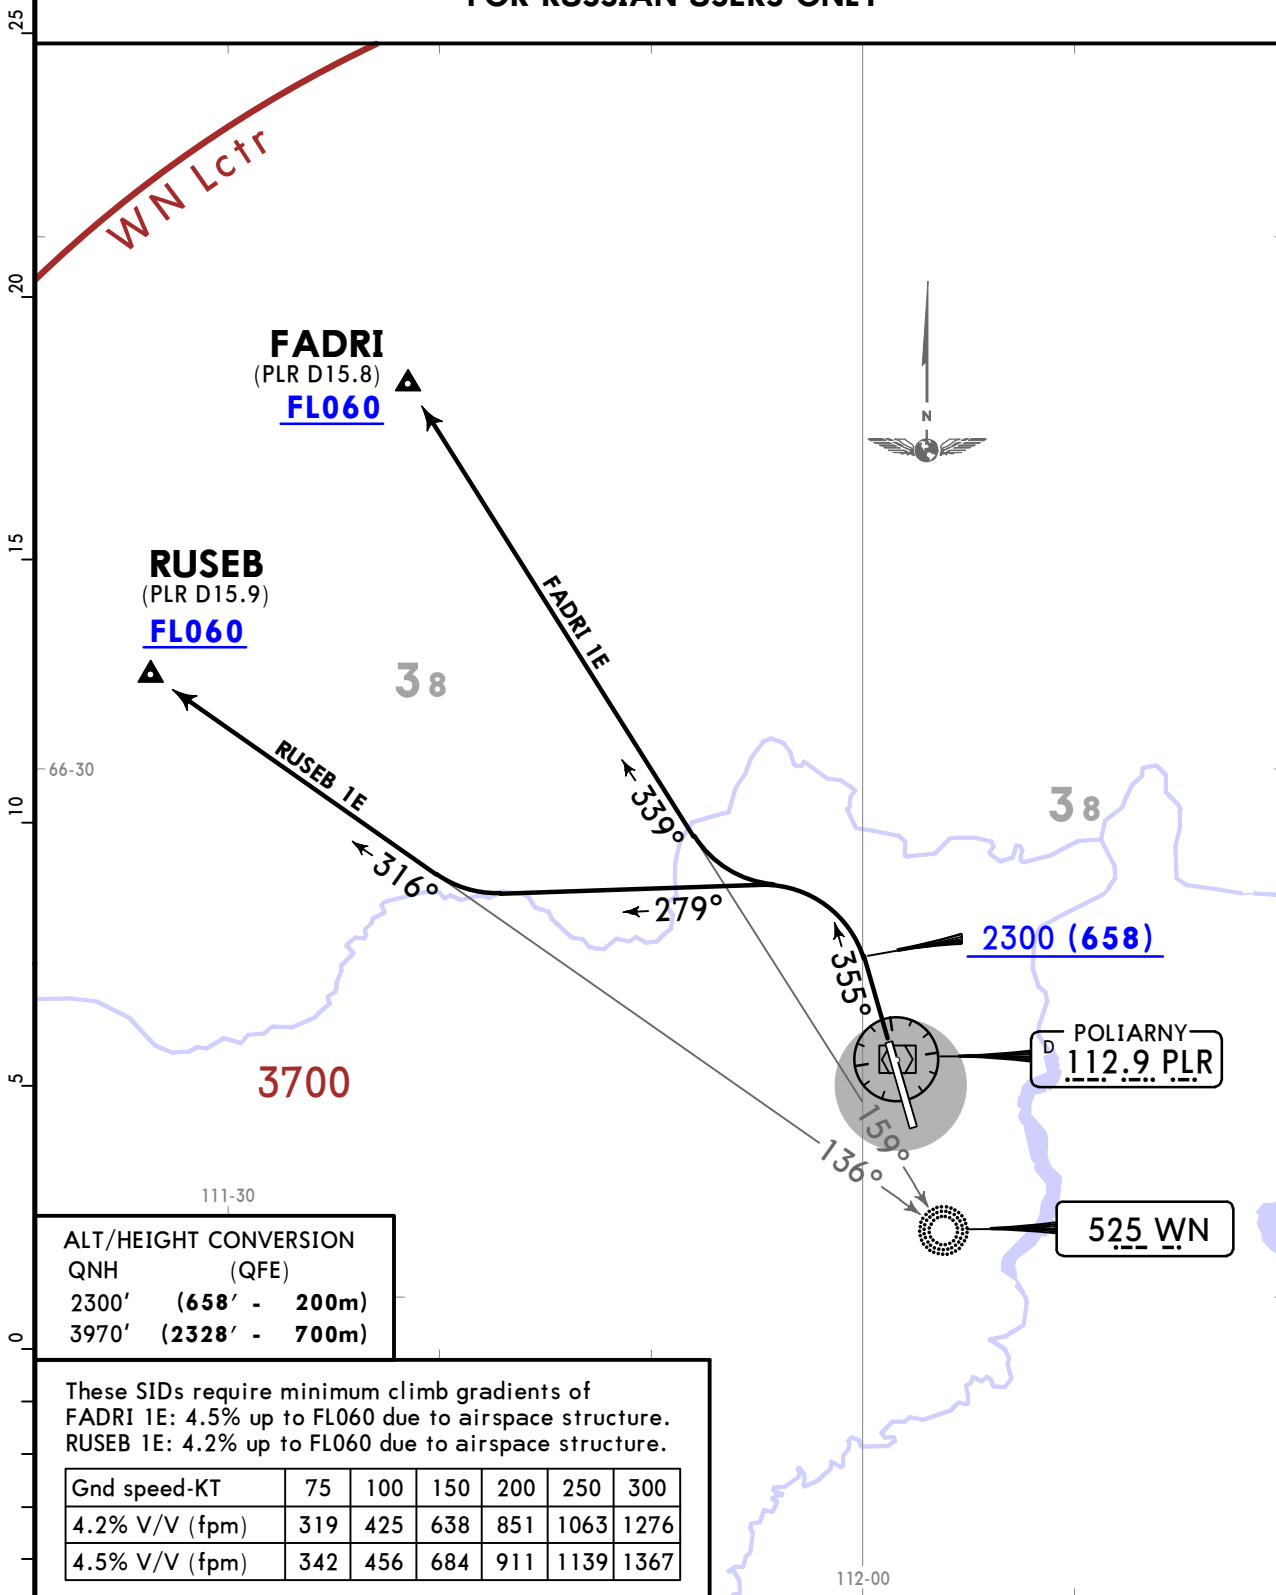 FOR RUSSIAN USERS ONLY
25
WN Lctr
20
FADRI
(PLR D15.8)
FL060
N
15
RUSEB
(PLR D15.9)
FL060
FADRI 1E
38
RUSEB 1E
66-30
10
38
339°
316°
279°
2300 (658)
355°
POLIARNY
D 112.9 PLR
5
3700
159°
136°
111-30
525 WN
ALT/HEIGHT CONVERSION
QNH (QFE)
2300' (658' - 200m)
3970' (2328' - 700m)
0
These SIDs require minimum climb gradients of
FADRI 1E: 4.5% up to FL060 due to airspace structure.
RUSEB 1E: 4.2% up to FL060 due to airspace structure.
Gnd speed-KT 75 100 150 200 250 300
4.2% V/V (fpm) 319 425 638 851 1063 1276
4.5% V/V (fpm) 342 456 684 911 1139 1367
112-00